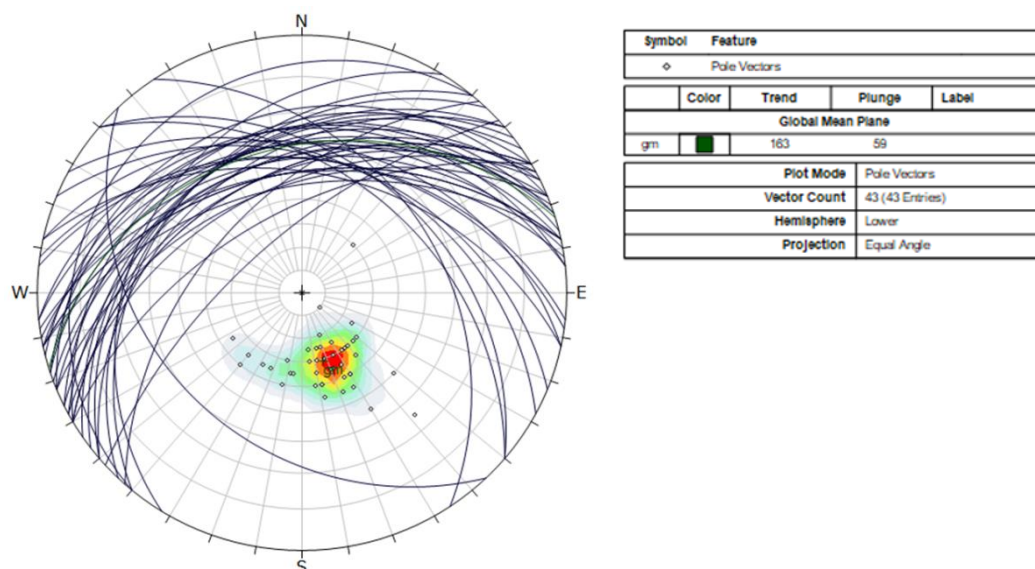 N
W
E
S
gm
Symbol Feature
Pole Vectors
Color Trend Plunge Label
Global Mean Plane
gm 163 59
Plot Mode Pole Vectors
Vector Count 43 (43 Entries)
Hemisphere Lower
Projection Equal Angle